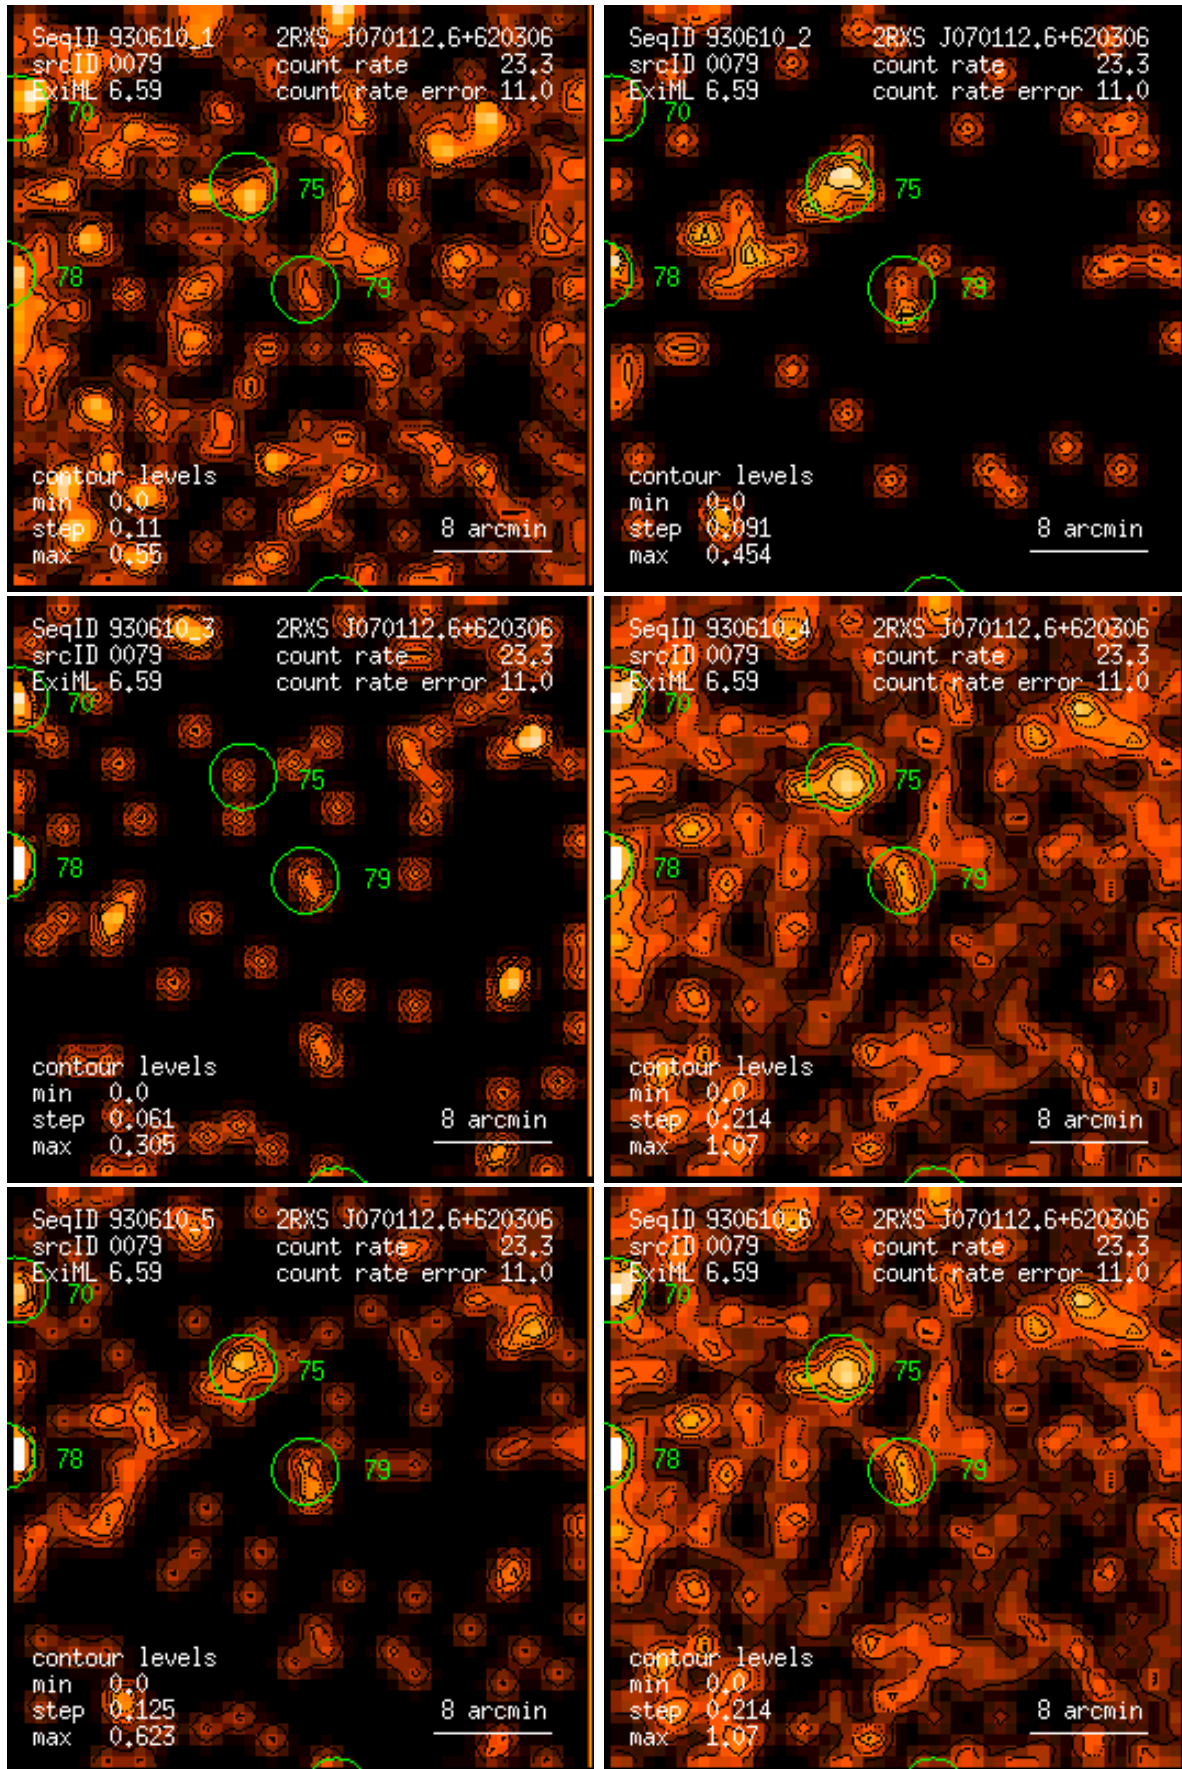 SeqID 930610_1 2RXS J070112.6+620306
srcID 0079 count rate 23.3
ExiML 6.59 count rate error 11.0
70
75
78
79
contour levels
min 0.0
step 0.11
max 0.55
8 arcmin
SeqID 930610_2 2RXS J070112.6+620306
srcID 0079 count rate 23.3
ExiML 6.59 count rate error 11.0
70
75
78
79
contour levels
min 0.0
step 0.091
max 0.454
8 arcmin
SeqID 930610_3 2RXS J070112.6+620306
srcID 0079 count rate 23.3
ExiML 6.59 count rate error 11.0
70
75
78
79
contour levels
min 0.0
step 0.061
max 0.305
8 arcmin
SeqID 930610_4 2RXS J070112.6+620306
srcID 0079 count rate 23.3
ExiML 6.59 count rate error 11.0
70
75
78
79
contour levels
min 0.0
step 0.214
max 1.07
8 arcmin
SeqID 930610_5 2RXS J070112.6+620306
srcID 0079 count rate 23.3
ExiML 6.59 count rate error 11.0
70
75
78
79
contour levels
min 0.0
step 0.125
max 0.623
8 arcmin
SeqID 930610_6 2RXS J070112.6+620306
srcID 0079 count rate 23.3
ExiML 6.59 count rate error 11.0
70
75
78
79
contour levels
min 0.0
step 0.214
max 1.07
8 arcmin